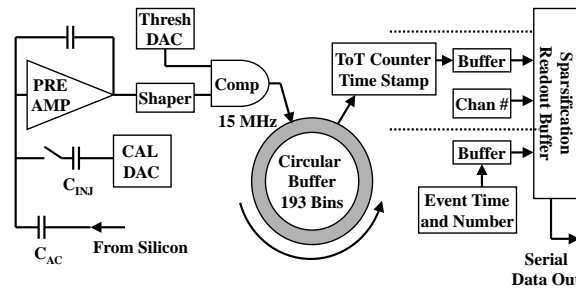 Thresh
DAC
PRE
AMP
Shaper
Comp
15 MHz
CAL
DAC
C_INJ
C_AC
From Silicon
Circular
Buffer
193 Bins
ToT Counter
Time Stamp
Buffer
Chan #
Buffer
Event Time
and Number
Sparsification
Readout Buffer
Serial
Data Out